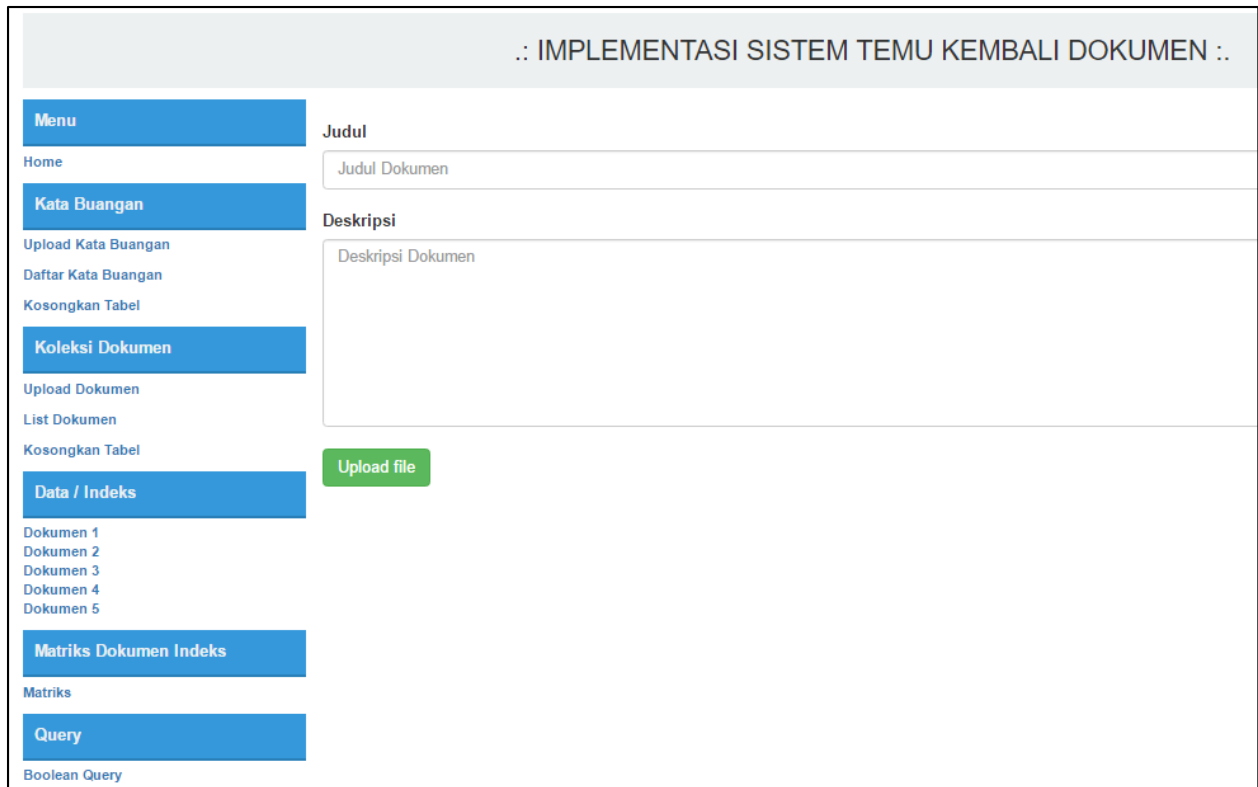 .: IMPLEMENTASI SISTEM TEMU KEMBALI DOKUMEN :.
Menu
Home
Kata Buangan
Upload Kata Buangan
Daftar Kata Buangan
Kosongkan Tabel
Koleksi Dokumen
Upload Dokumen
List Dokumen
Kosongkan Tabel
Data / Indeks
Dokumen 1
Dokumen 2
Dokumen 3
Dokumen 4
Dokumen 5
Matriks Dokumen Indeks
Matriks
Query
Boolean Query
Judul
Judul Dokumen
Deskripsi
Deskripsi Dokumen
Upload file